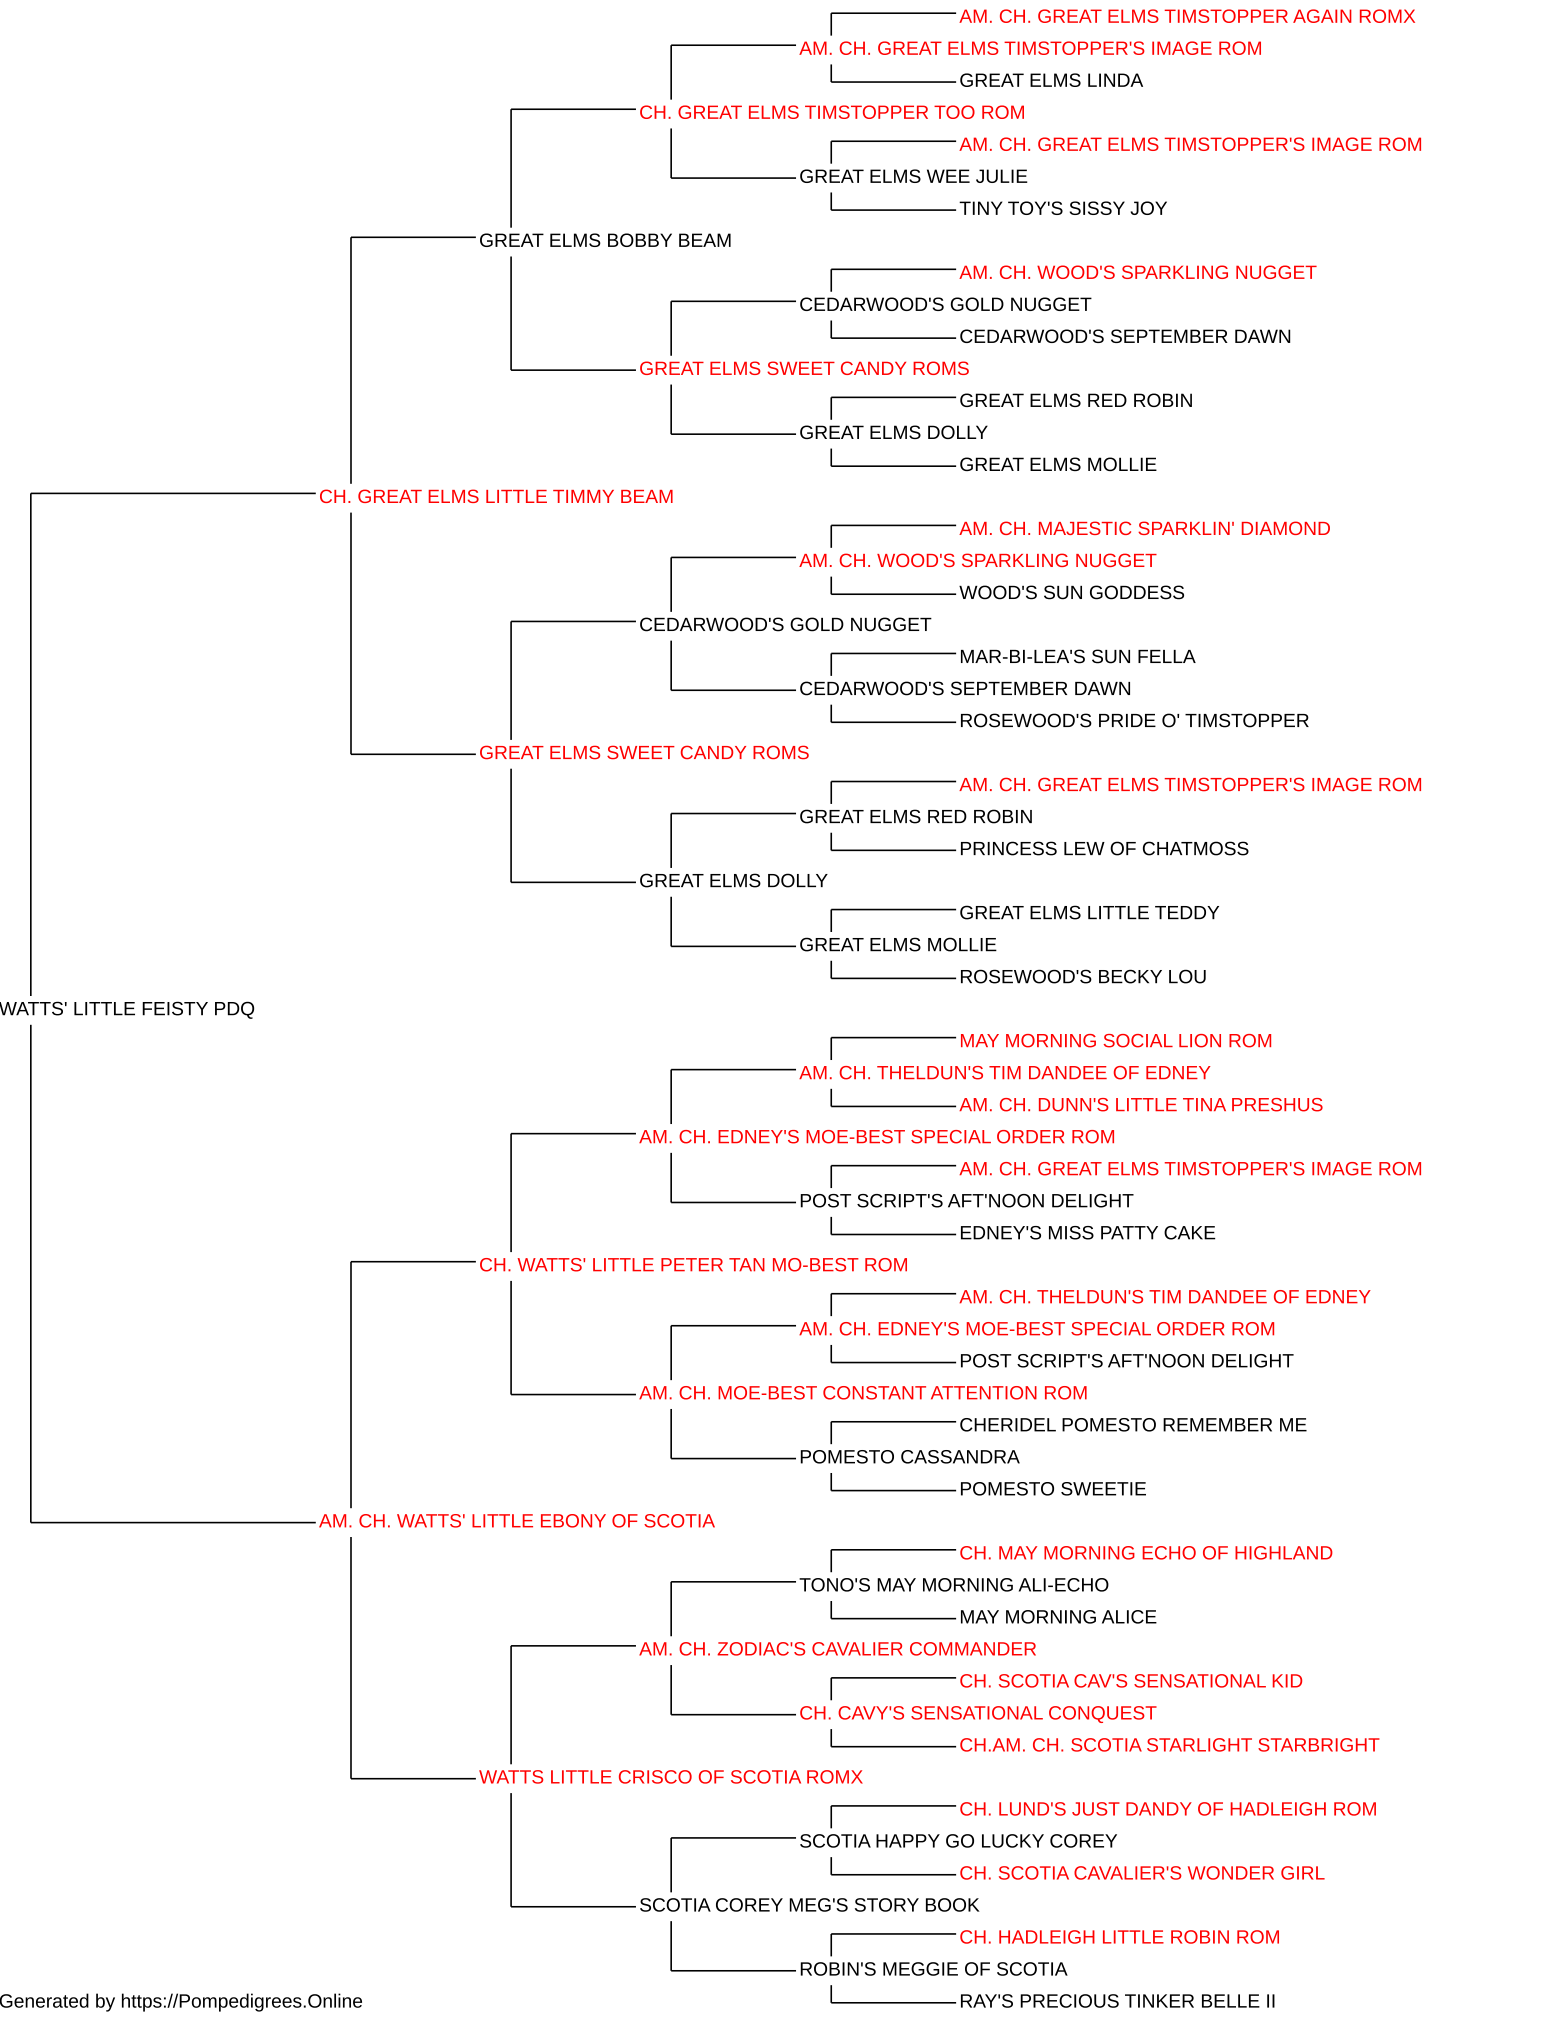 AM. CH. GREAT ELMS TIMSTOPPER AGAIN ROMX
AM. CH. GREAT ELMS TIMSTOPPER'S IMAGE ROM
GREAT ELMS LINDA
CH. GREAT ELMS TIMSTOPPER TOO ROM
AM. CH. GREAT ELMS TIMSTOPPER'S IMAGE ROM
GREAT ELMS WEE JULIE
TINY TOY'S SISSY JOY
GREAT ELMS BOBBY BEAM
AM. CH. WOOD'S SPARKLING NUGGET
CEDARWOOD'S GOLD NUGGET
CEDARWOOD'S SEPTEMBER DAWN
GREAT ELMS SWEET CANDY ROMS
GREAT ELMS RED ROBIN
GREAT ELMS DOLLY
GREAT ELMS MOLLIE
CH. GREAT ELMS LITTLE TIMMY BEAM
AM. CH. MAJESTIC SPARKLIN' DIAMOND
AM. CH. WOOD'S SPARKLING NUGGET
WOOD'S SUN GODDESS
CEDARWOOD'S GOLD NUGGET
MAR-BI-LEA'S SUN FELLA
CEDARWOOD'S SEPTEMBER DAWN
ROSEWOOD'S PRIDE O' TIMSTOPPER
GREAT ELMS SWEET CANDY ROMS
AM. CH. GREAT ELMS TIMSTOPPER'S IMAGE ROM
GREAT ELMS RED ROBIN
PRINCESS LEW OF CHATMOSS
GREAT ELMS DOLLY
GREAT ELMS LITTLE TEDDY
GREAT ELMS MOLLIE
ROSEWOOD'S BECKY LOU
WATTS' LITTLE FEISTY PDQ
MAY MORNING SOCIAL LION ROM
AM. CH. THELDUN'S TIM DANDEE OF EDNEY
AM. CH. DUNN'S LITTLE TINA PRESHUS
AM. CH. EDNEY'S MOE-BEST SPECIAL ORDER ROM
AM. CH. GREAT ELMS TIMSTOPPER'S IMAGE ROM
POST SCRIPT'S AFT'NOON DELIGHT
EDNEY'S MISS PATTY CAKE
CH. WATTS' LITTLE PETER TAN MO-BEST ROM
AM. CH. THELDUN'S TIM DANDEE OF EDNEY
AM. CH. EDNEY'S MOE-BEST SPECIAL ORDER ROM
POST SCRIPT'S AFT'NOON DELIGHT
AM. CH. MOE-BEST CONSTANT ATTENTION ROM
CHERIDEL POMESTO REMEMBER ME
POMESTO CASSANDRA
POMESTO SWEETIE
AM. CH. WATTS' LITTLE EBONY OF SCOTIA
CH. MAY MORNING ECHO OF HIGHLAND
TONO'S MAY MORNING ALI-ECHO
MAY MORNING ALICE
AM. CH. ZODIAC'S CAVALIER COMMANDER
CH. SCOTIA CAV'S SENSATIONAL KID
CH. CAVY'S SENSATIONAL CONQUEST
CH.AM. CH. SCOTIA STARLIGHT STARBRIGHT
WATTS LITTLE CRISCO OF SCOTIA ROMX
CH. LUND'S JUST DANDY OF HADLEIGH ROM
SCOTIA HAPPY GO LUCKY COREY
CH. SCOTIA CAVALIER'S WONDER GIRL
SCOTIA COREY MEG'S STORY BOOK
CH. HADLEIGH LITTLE ROBIN ROM
ROBIN'S MEGGIE OF SCOTIA
RAY'S PRECIOUS TINKER BELLE II
Generated by https://Pompedigrees.Online